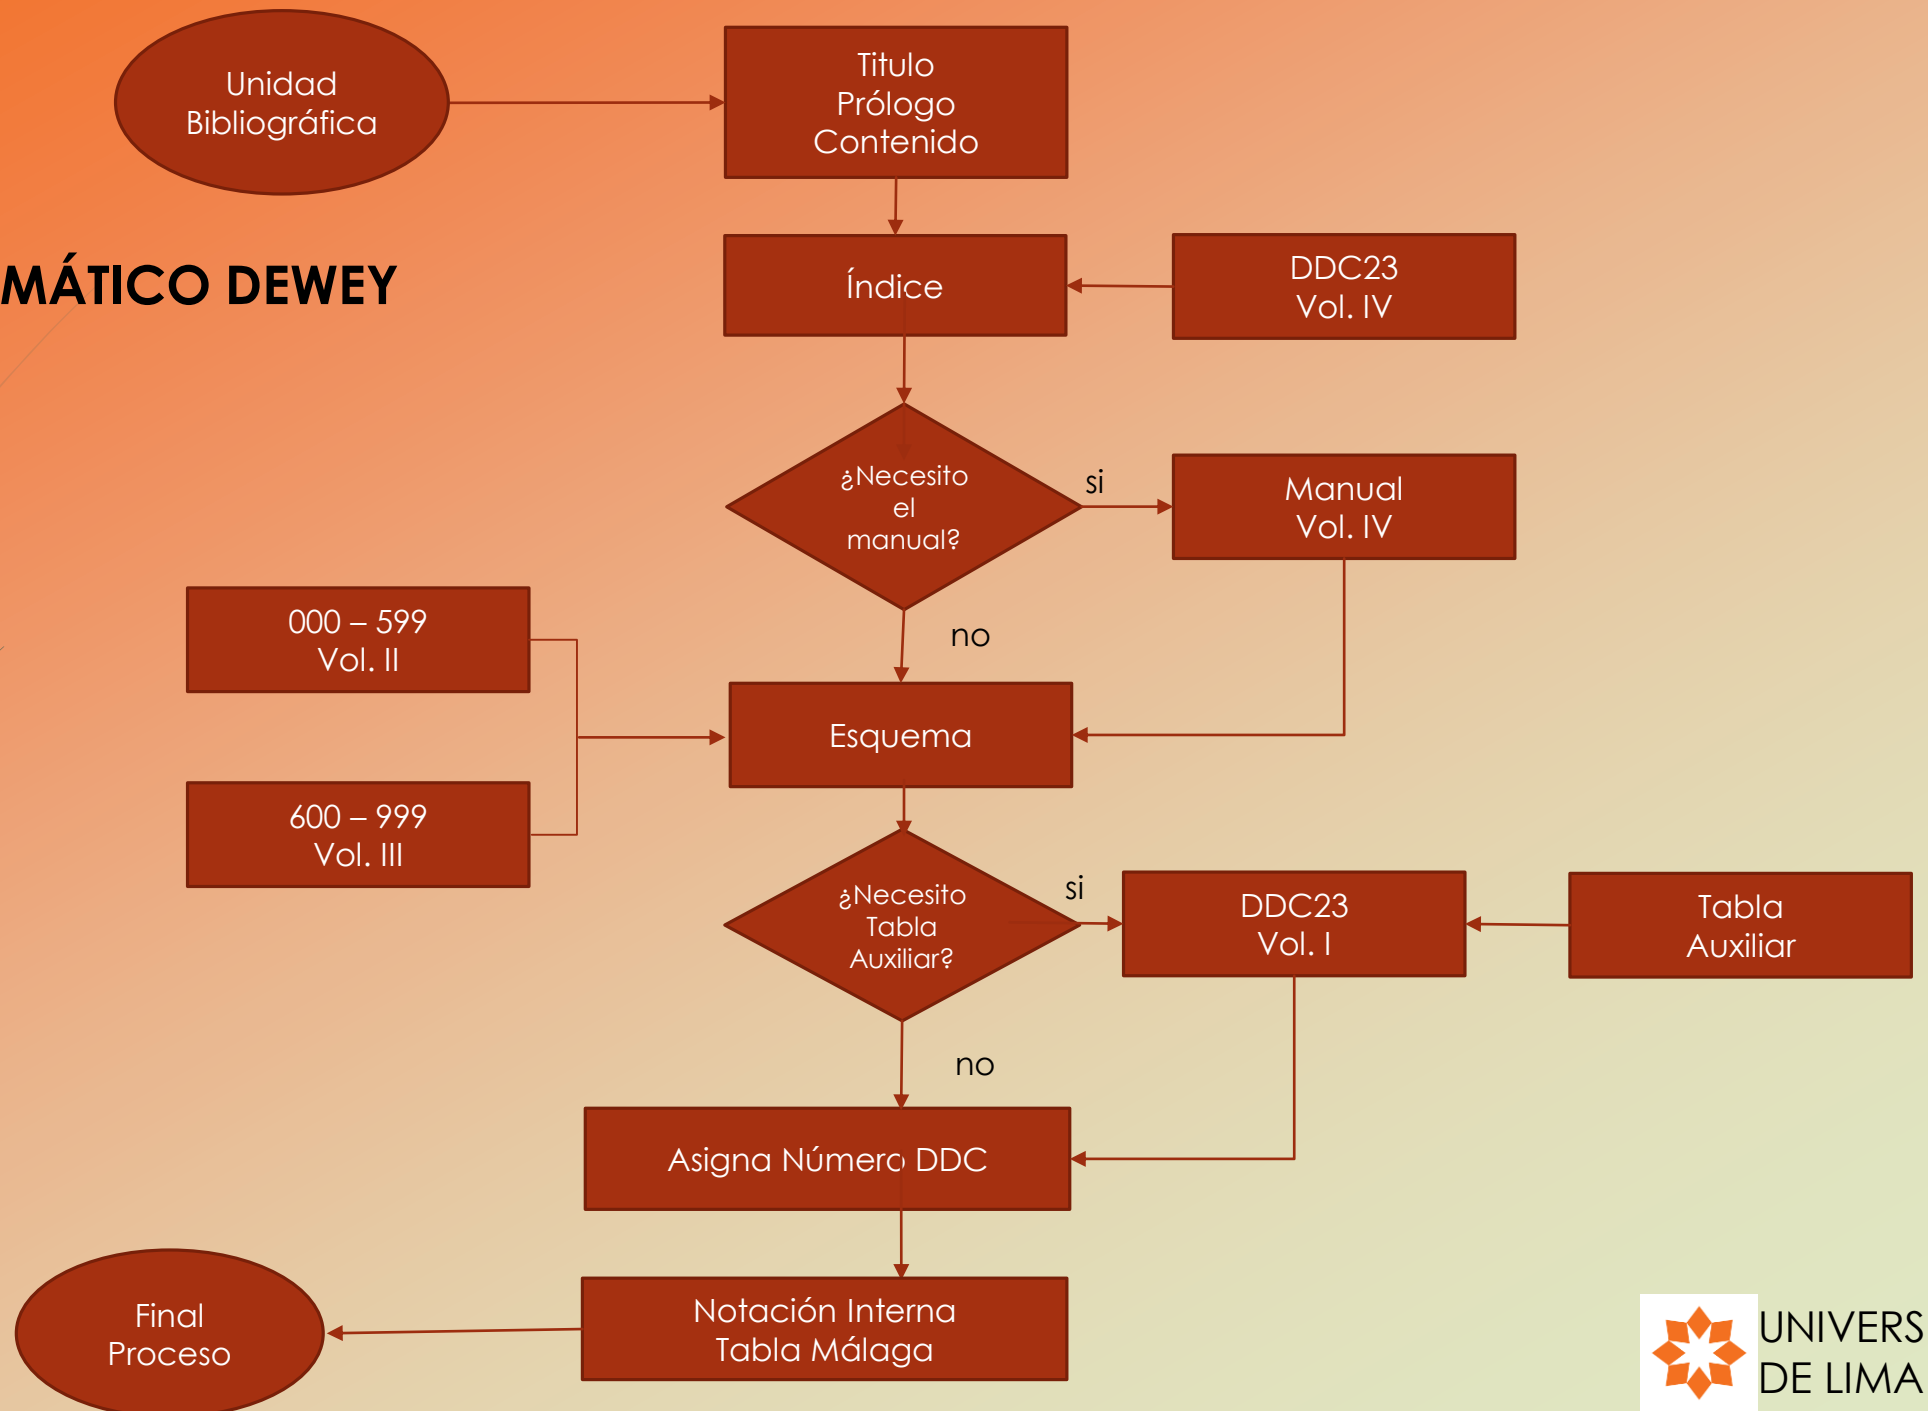 Unidad
Bibliográfica
Titulo
Prólogo
Contenido
MÁTICO DEWEY
Índice
DDC23
Vol. IV
¿Necesito
el
manual?
si
Manual
Vol. IV
no
000 – 599
Vol. II
Esquema
600 – 999
Vol. III
¿Necesito
Tabla
Auxiliar?
si
DDC23
Vol. I
Tabla
Auxiliar
no
Asigna Número DDC
Notación Interna
Tabla Málaga
Final
Proceso
UNIVERS
DE LIMA